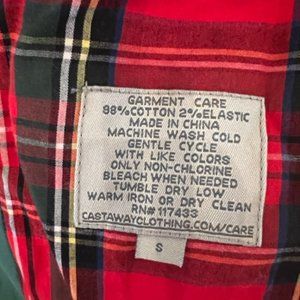 GARMENT CARE
98%COTTON 2%ELASTIC
MADE IN CHINA
MACHINE WASH COLD
GENTLE CYCLE
WITH LIKE COLORS
ONLY NON-CHLORINE
BLEACH WHEN NEEDED
TUMBLE DRY LOW
WARM IRON OR DRY CLEAN
RN# 117433
CASTAWAYCLOTHING.COM/CARE
S